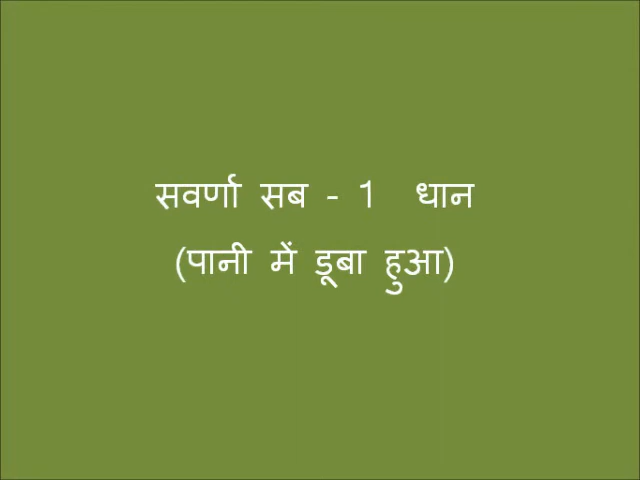 सवर्णा सब - 1 धान
(पानी में डूबा हुआ)